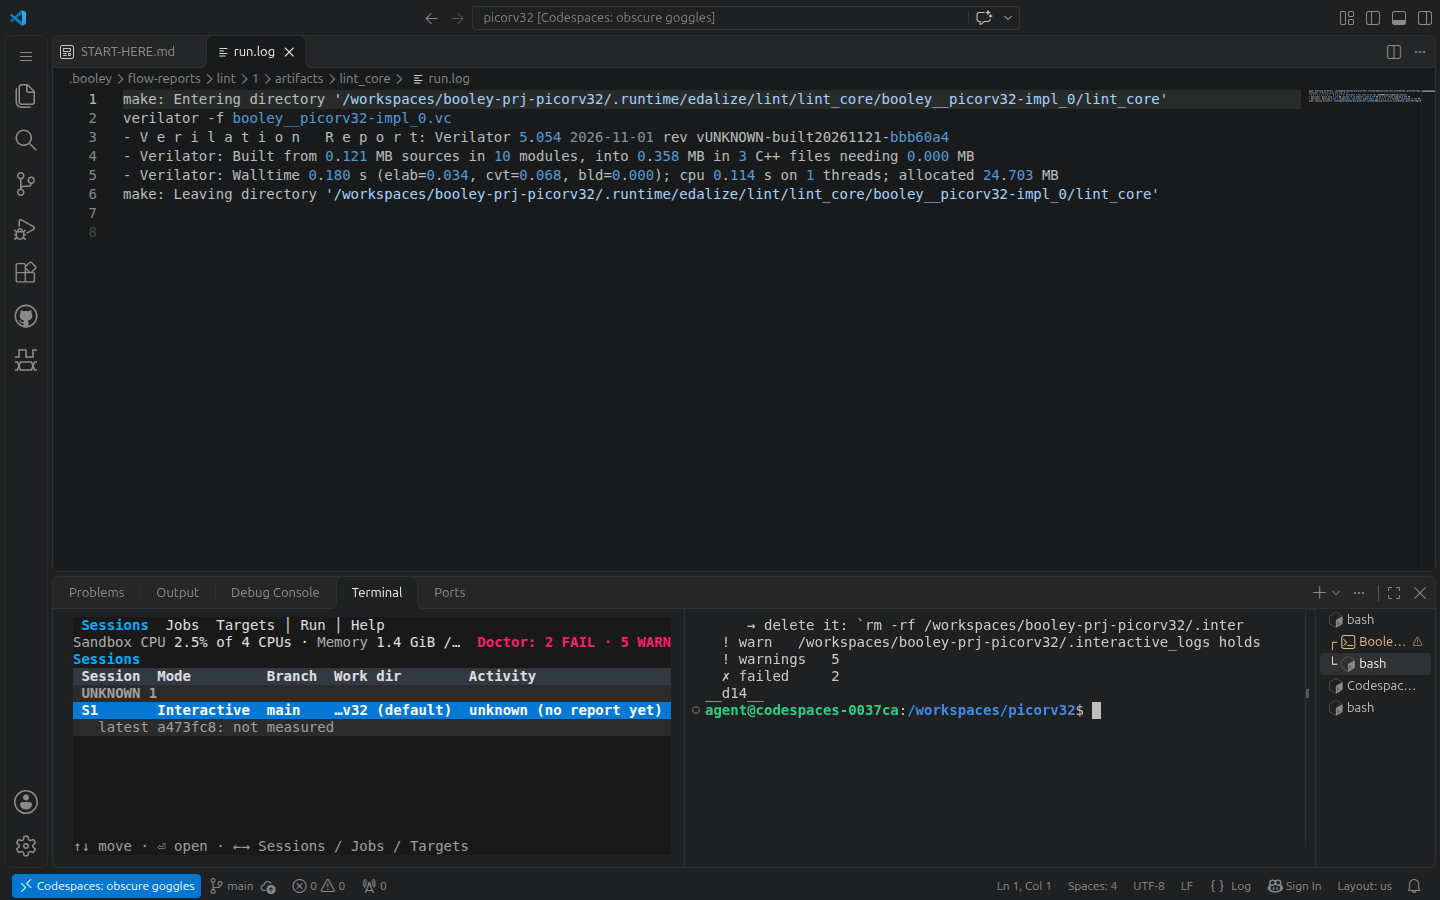 picorv32 [Codespaces: obscure goggles]
START-HERE.md
run.log
.booley > flow-reports > lint > 1 > artifacts > lint_core > run.log
1 make: Entering directory '/workspaces/booley-prj-picorv32/.runtime/edalize/lint/lint_core/booley__picorv32-impl_0/lint_core'
2 verilator -f booley__picorv32-impl_0.vc
3 - V e r i l a t i o n   R e p o r t: Verilator 5.054 2026-11-01 rev vUNKNOWN-built20261121-bbb60a4
4 - Verilator: Built from 0.121 MB sources in 10 modules, into 0.358 MB in 3 C++ files needing 0.000 MB
5 - Verilator: Walltime 0.180 s (elab=0.034, cvt=0.068, bld=0.000); cpu 0.114 s on 1 threads; allocated 24.703 MB
6 make: Leaving directory '/workspaces/booley-prj-picorv32/.runtime/edalize/lint/lint_core/booley__picorv32-impl_0/lint_core'
7
8
Problems Output Debug Console Terminal Ports
Sessions Jobs Targets │ Run │ Help
Sandbox CPU 2.5% of 4 CPUs · Memory 1.4 GiB /… Doctor: 2 FAIL · 5 WARN
Sessions
Session Mode Branch Work dir Activity
UNKNOWN 1
S1 Interactive main …v32 (default) unknown (no report yet)
latest a473fc8: not measured
↑↓ move · ⏎ open · ←→ Sessions / Jobs / Targets
→ delete it: `rm -rf /workspaces/booley-prj-picorv32/.inter
! warn /workspaces/booley-prj-picorv32/.interactive_logs holds
! warnings 5
✗ failed 2
__d14__
agent@codespaces-0037ca:/workspaces/picorv32$
bash
Boole…
bash
Codespac…
bash
Codespaces: obscure goggles main 0 0 0 Ln 1, Col 1 Spaces: 4 UTF-8 LF { } Log Sign In Layout: us